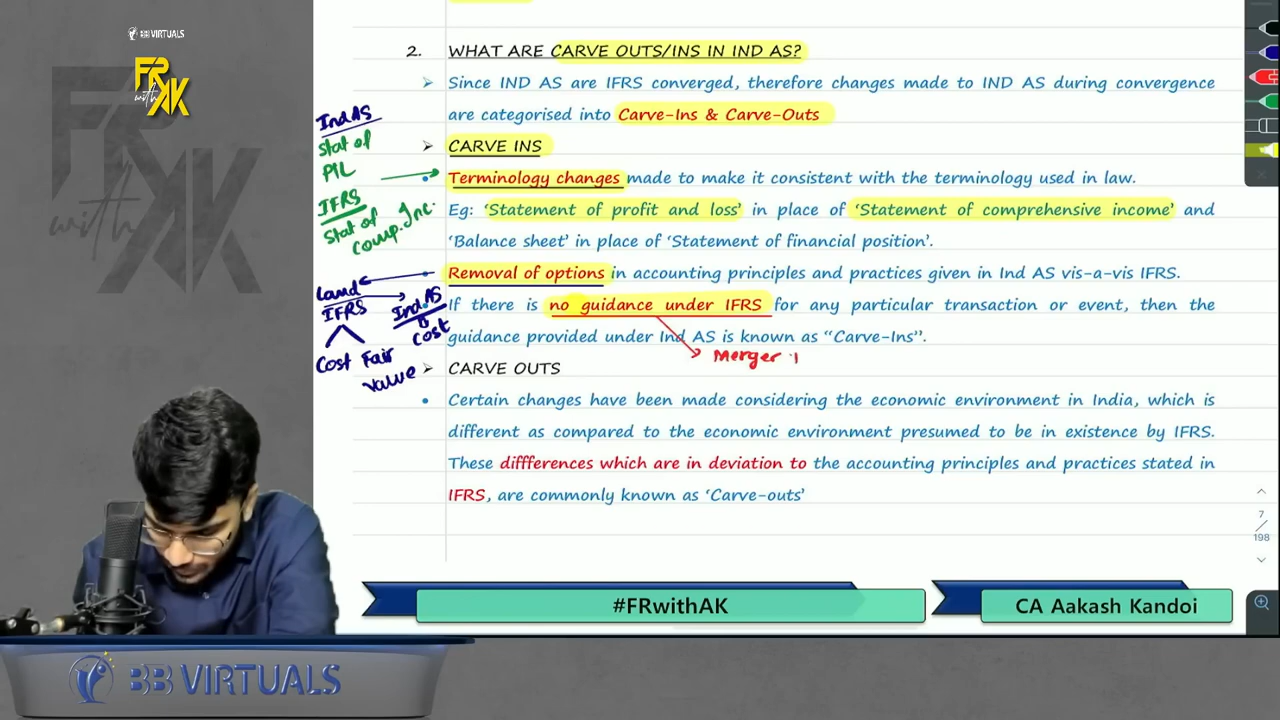 BB VIRTUALS
FR
with
AK
2. WHAT ARE CARVE OUTS/INS IN IND AS?
➢ Since IND AS are IFRS converged, therefore changes made to IND AS during convergence
are categorised into Carve-Ins & Carve-Outs
➢ CARVE INS
• Terminology changes made to make it consistent with the terminology used in law.
Eg: ‘Statement of profit and loss’ in place of ‘Statement of comprehensive income’ and
‘Balance sheet’ in place of ‘Statement of financial position’.
• Removal of options in accounting principles and practices given in Ind AS vis-a-vis IFRS.
• If there is no guidance under IFRS for any particular transaction or event, then the
guidance provided under Ind AS is known as “Carve-Ins”.
Merger
➢ CARVE OUTS
• Certain changes have been made considering the economic environment in India, which is
different as compared to the economic environment presumed to be in existence by IFRS.
These diffferences which are in deviation to the accounting principles and practices stated in
IFRS, are commonly known as ‘Carve-outs’
Ind AS
Stat of
P/L
IFRS
Stat of
Comp. Inc.
Land
IFRS
Cost Fair
Value
Ind AS
Cost
7
/
198
#FRwithAK
CA Aakash Kandoi
BB VIRTUALS